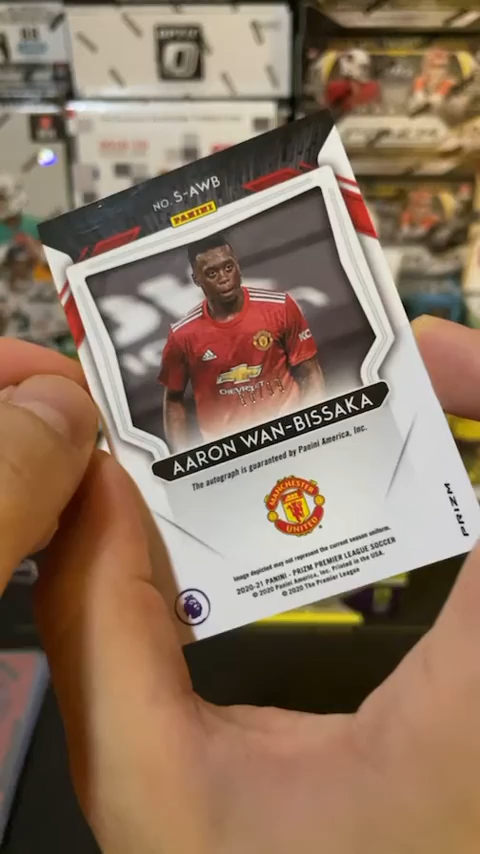 NO. S-AWB
PANINI
CHEVROLET
AARON WAN-BISSAKA
The autograph is guaranteed by Panini America, Inc.
MANCHESTER
UNITED
Image depicted may not represent the current season uniform.
2020-21 PANINI - PRIZM PREMIER LEAGUE SOCCER
© 2020 Panini America, Inc. Printed in the USA.
© 2020 The Premier League
PRIZM